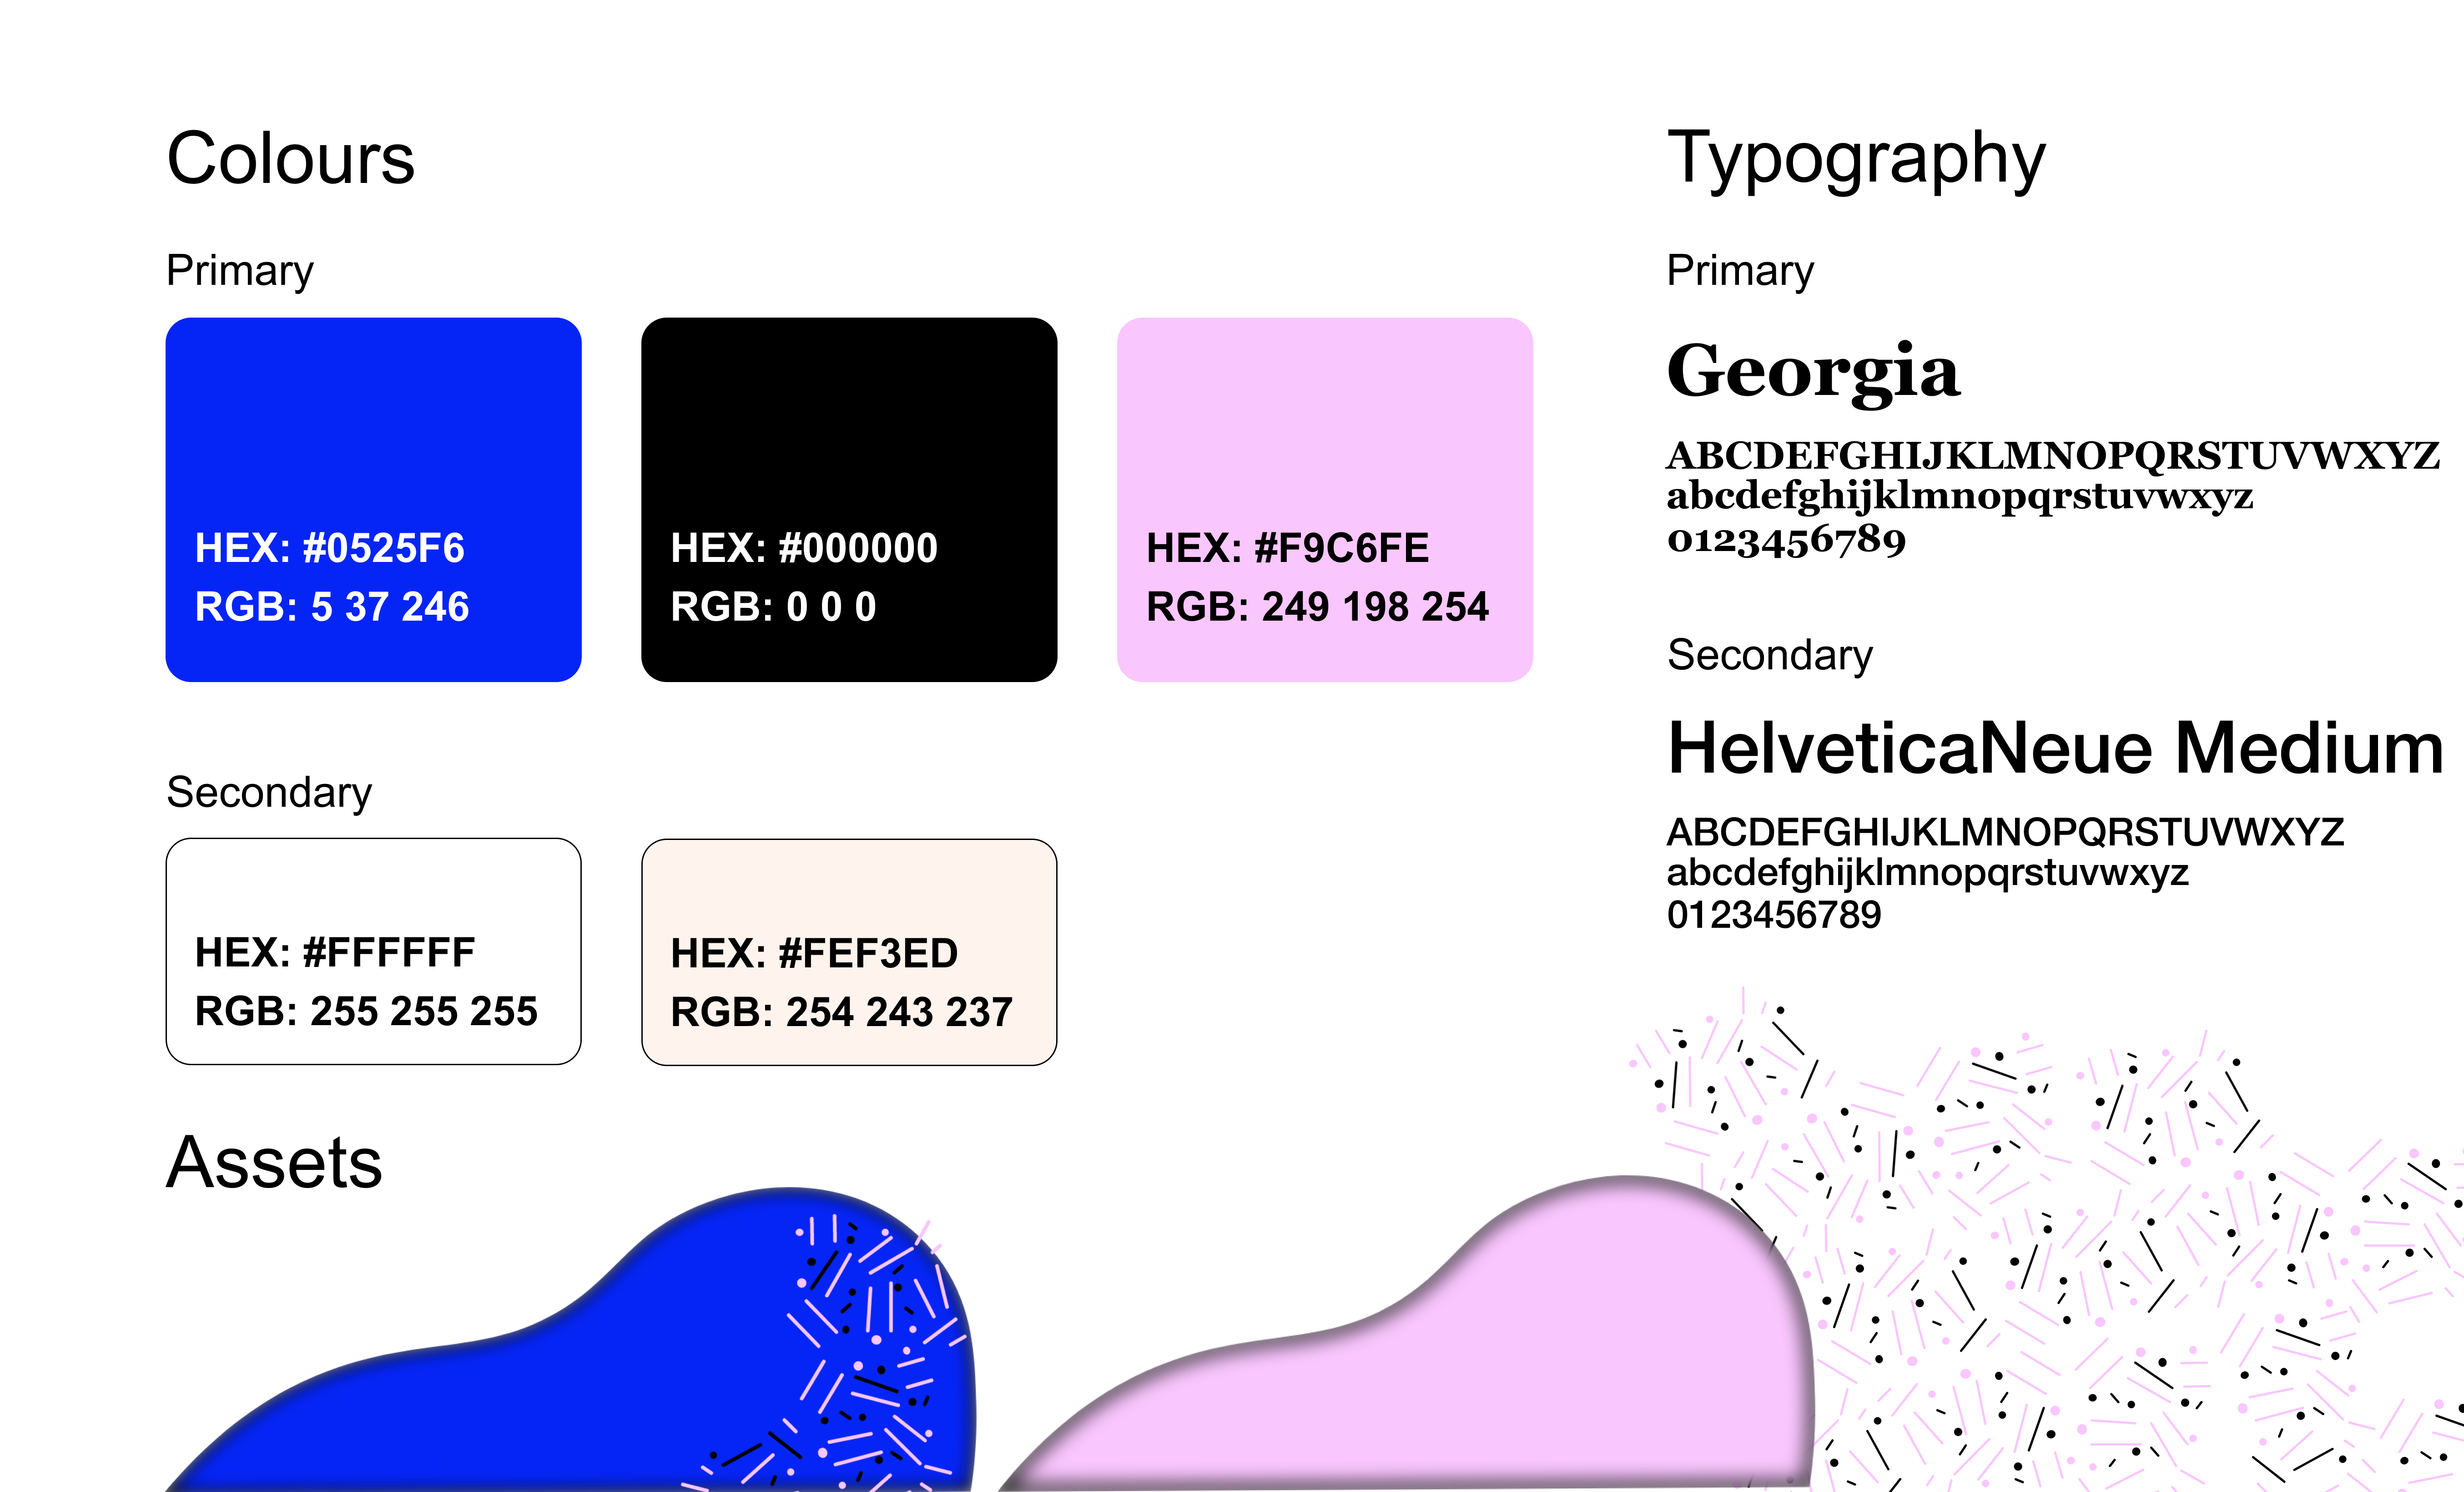 Colours
Primary
HEX: #0525F6
RGB: 5 37 246
HEX: #000000
RGB: 0 0 0
HEX: #F9C6FE
RGB: 249 198 254
Secondary
HEX: #FFFFFF
RGB: 255 255 255
HEX: #FEF3ED
RGB: 254 243 237
Assets
Typography
Primary
Georgia
ABCDEFGHIJKLMNOPQRSTUVWXYZ
abcdefghijklmnopqrstuvwxyz
0123456789
Secondary
HelveticaNeue Medium
ABCDEFGHIJKLMNOPQRSTUVWXYZ
abcdefghijklmnopqrstuvwxyz
0123456789